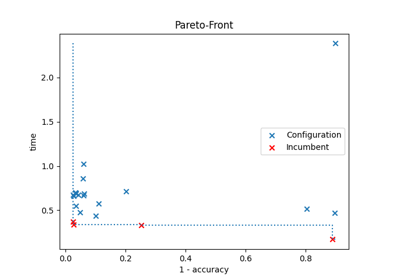 Pareto-Front
2.0
1.5
1.0
0.5
time
Configuration
Incumbent
0.0 0.2 0.4 0.6 0.8
1 - accuracy